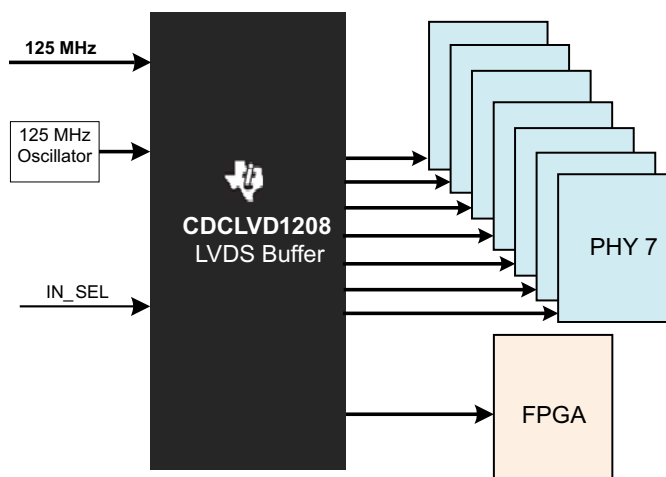 125 MHz
125 MHz
Oscillator
IN_SEL
CDCLVD1208
LVDS Buffer
PHY 7
FPGA